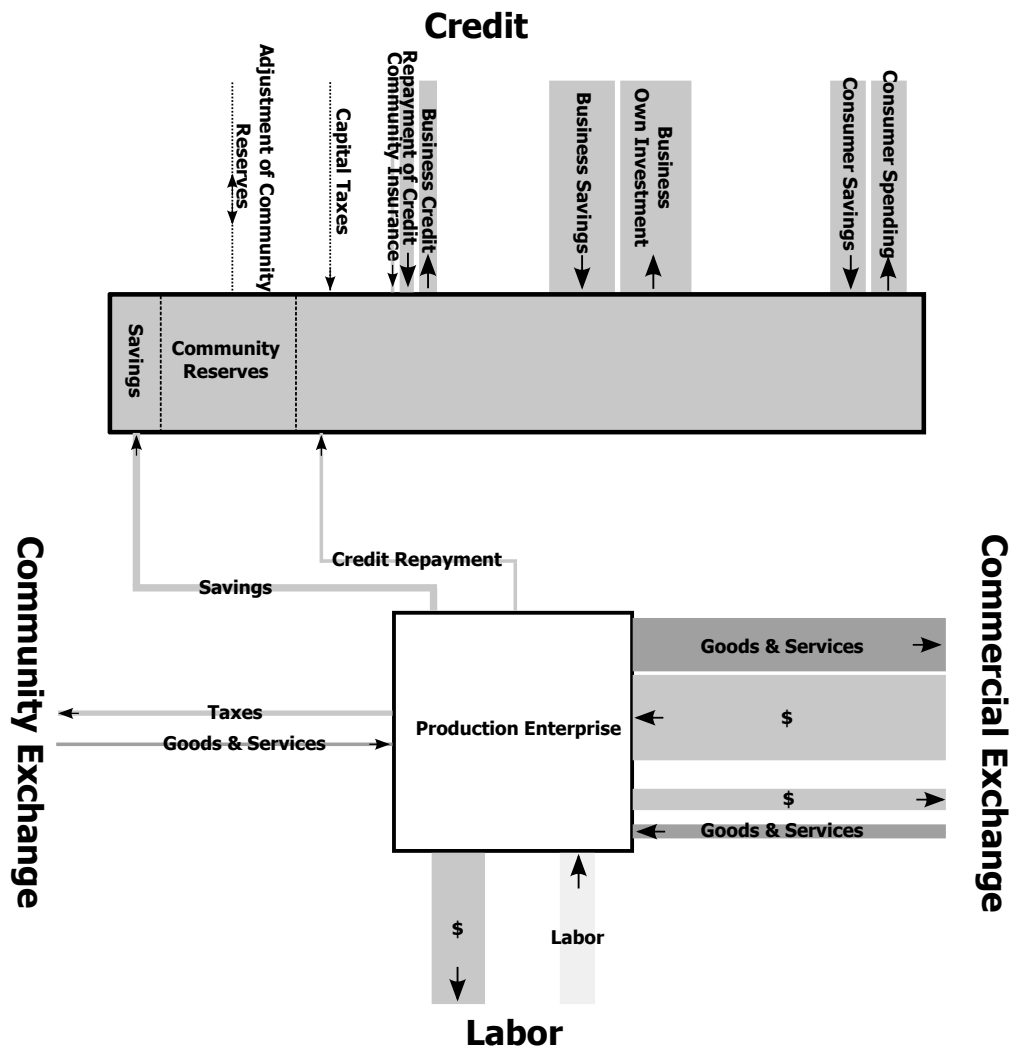 Credit
Adjustment of Community
Reserves
Capital Taxes
Community Insurance
Repayment of Credit
Business Credit
Business Savings
Business
Own Investment
Consumer Savings
Consumer Spending
Savings
Community
Reserves
Credit Repayment
Savings
Community Exchange
Commercial Exchange
Goods & Services
Taxes
$
Production Enterprise
Goods & Services
$
Goods & Services
$
Labor
Labor